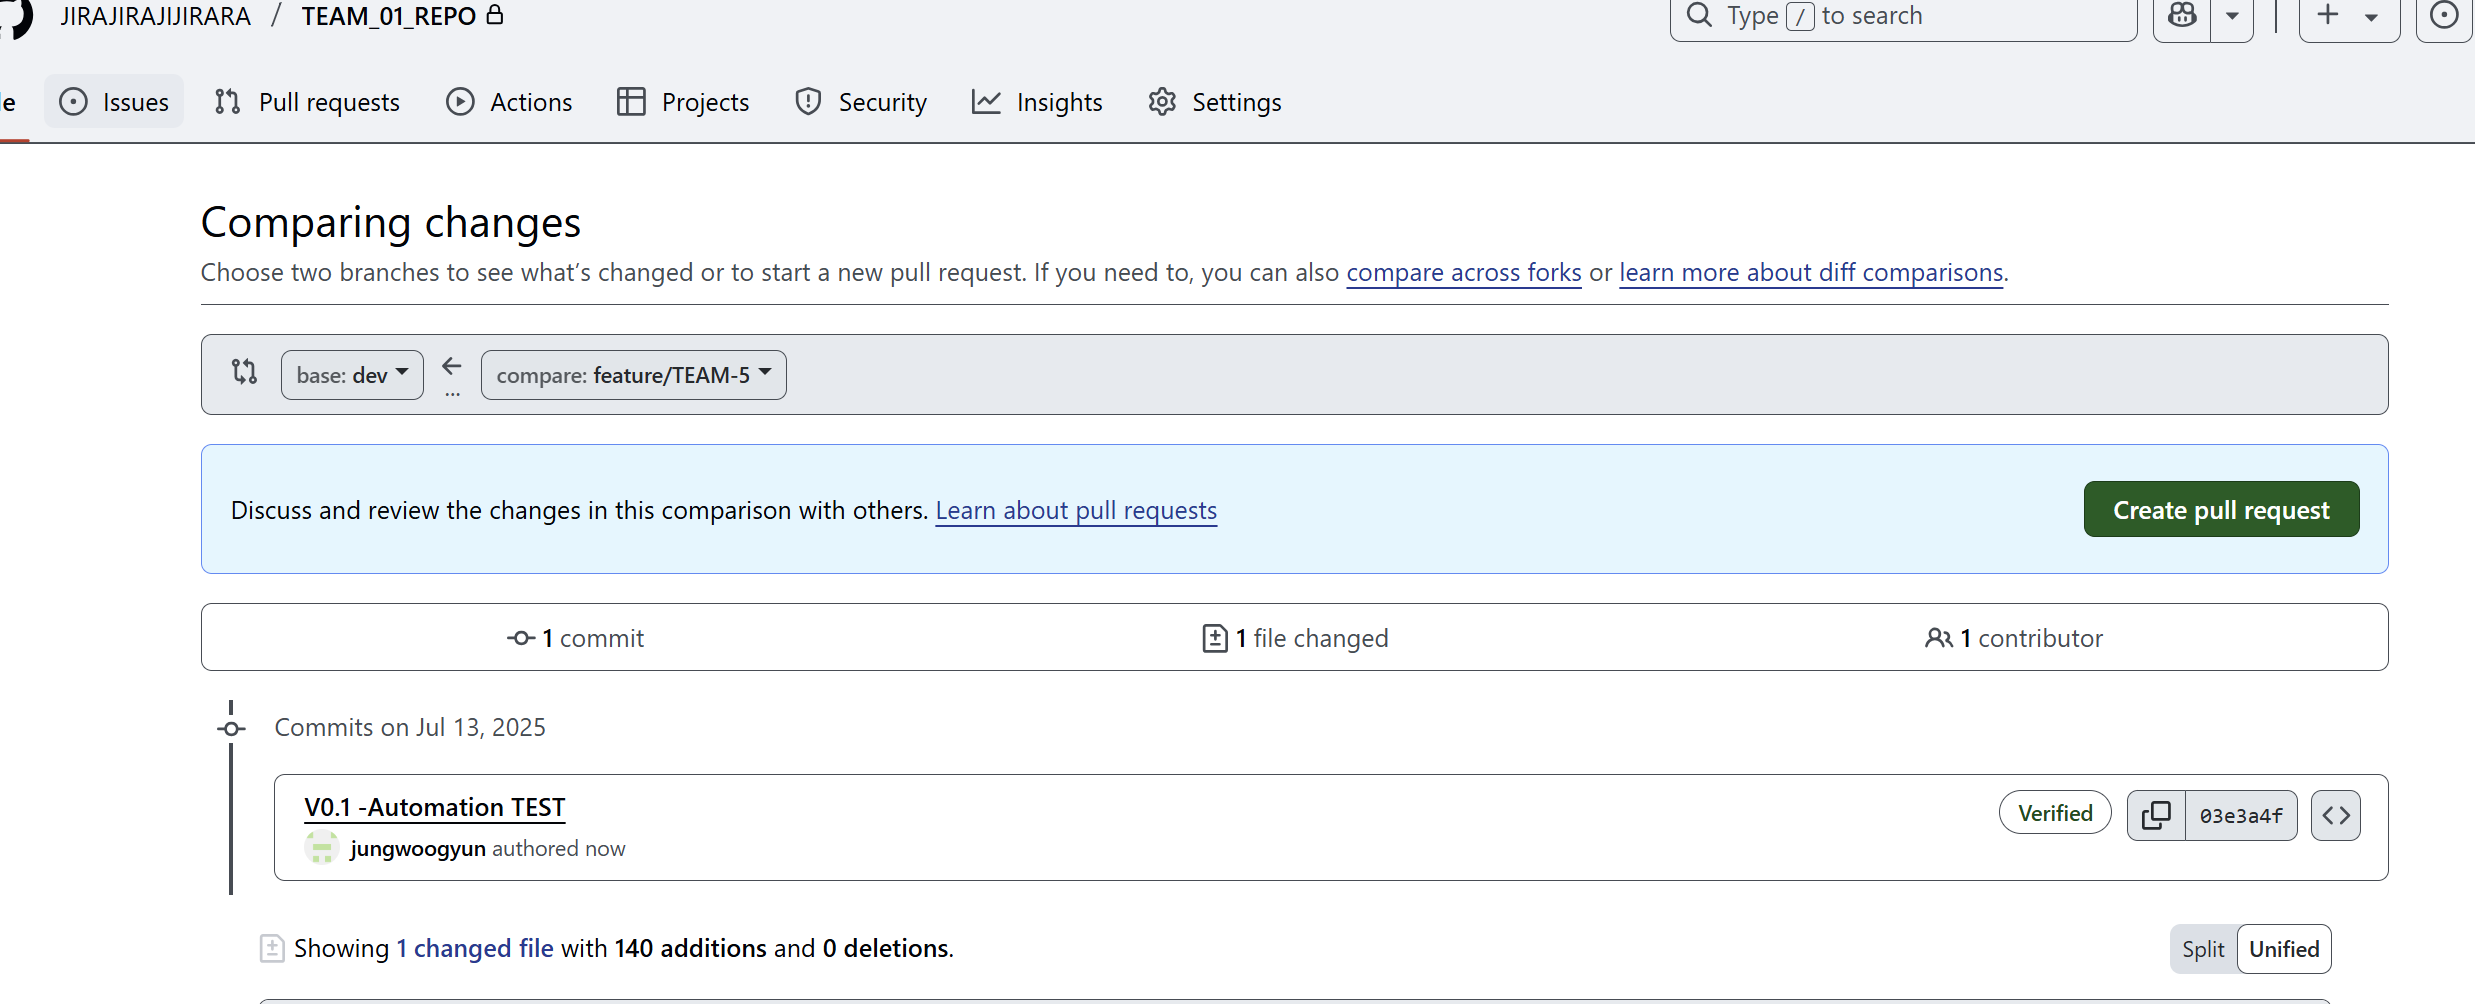 JIRAJIRAJIJIRARA / TEAM_01_REPO
Type / to search
Issues
Pull requests
Actions
Projects
Security
Insights
Settings
Comparing changes
Choose two branches to see what's changed or to start a new pull request. If you need to, you can also compare across forks or learn more about diff comparisons.
base: dev
...
compare: feature/TEAM-5
Discuss and review the changes in this comparison with others. Learn about pull requests
Create pull request
1 commit
1 file changed
1 contributor
Commits on Jul 13, 2025
V0.1 -Automation TEST
jungwoogyun authored now
Verified
03e3a4f
Showing 1 changed file with 140 additions and 0 deletions.
Split
Unified